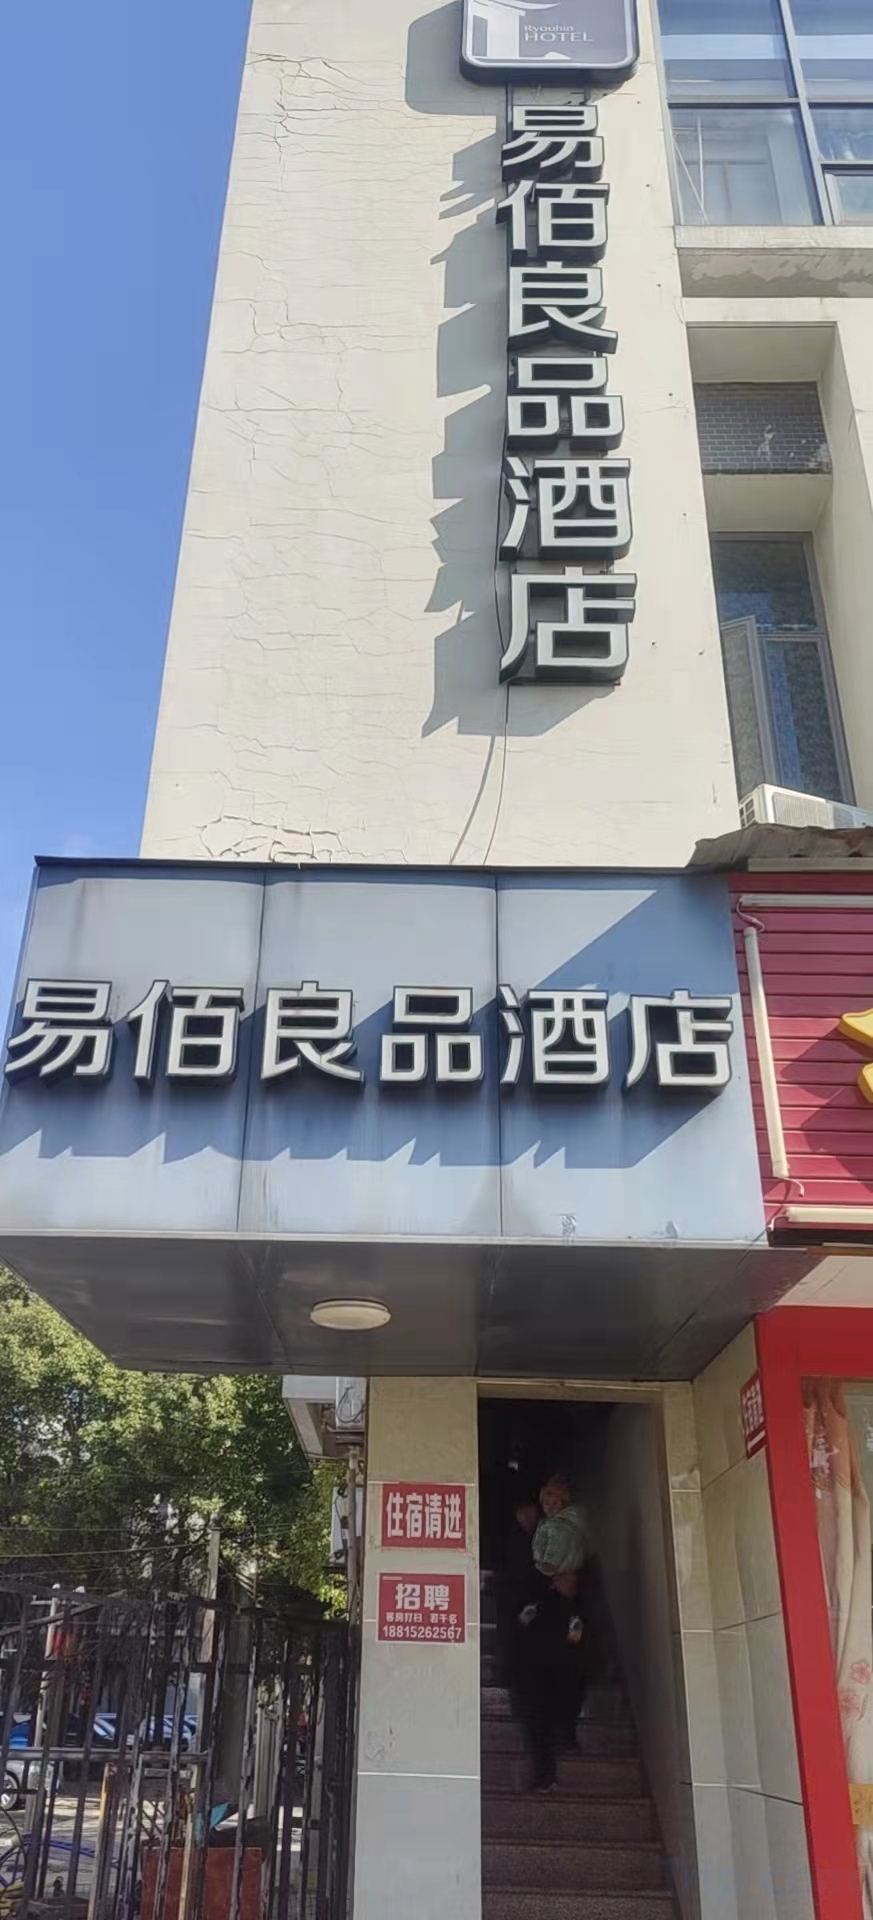 Ryouhin
HOTEL
易佰良品酒店
易佰良品酒店
住宿请进
招聘
客房打扫 若干名
18815262567